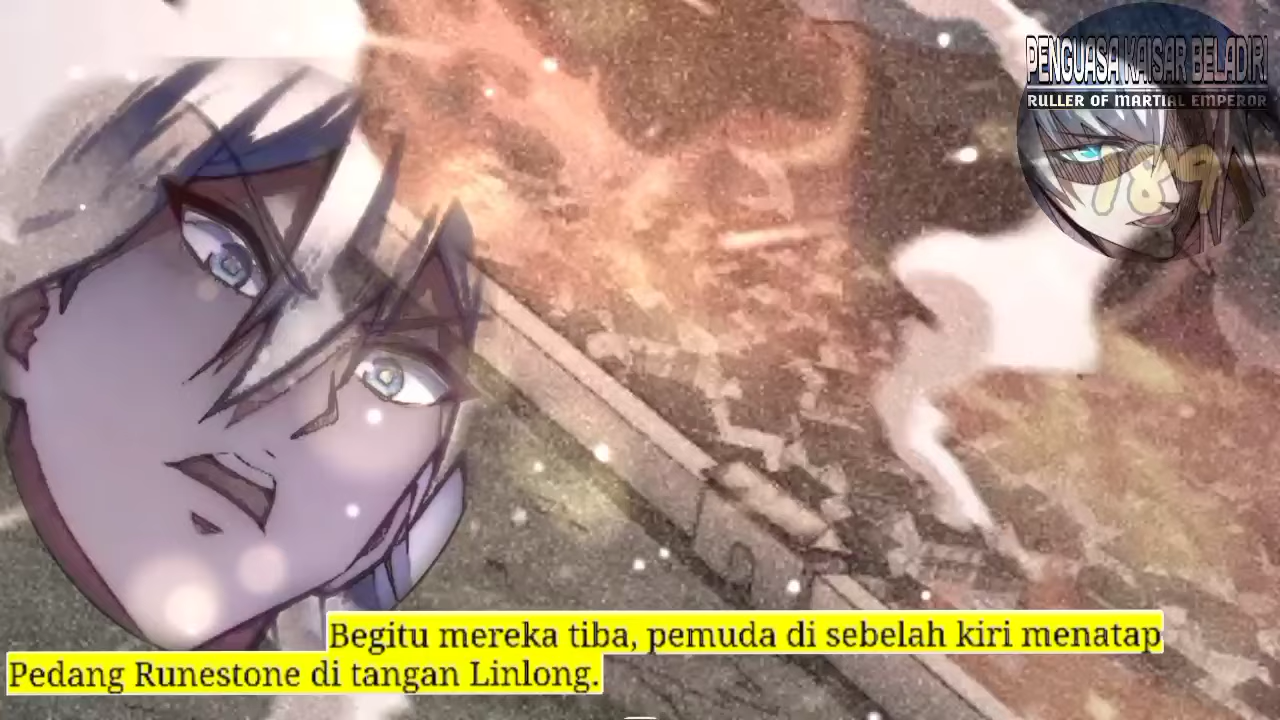 PENGUASA KAISAR BELADIRI
RULLER OF MARTIAL EMPEROR
189
Begitu mereka tiba, pemuda di sebelah kiri menatap
Pedang Runestone di tangan Linlong.